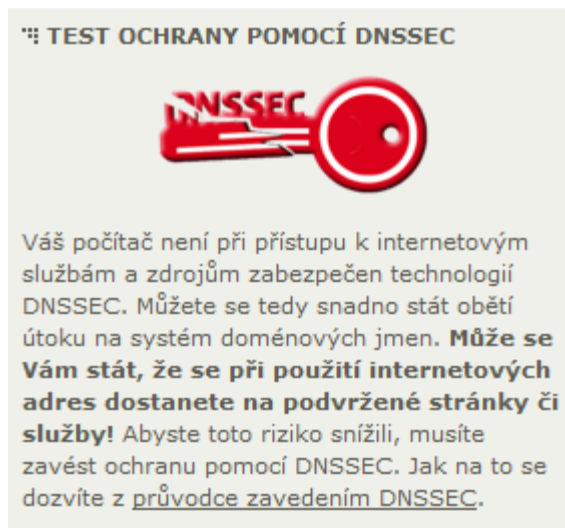 TEST OCHRANY POMOCÍ DNSSEC
DNSSEC
Váš počítač není při přístupu k internetovým
službám a zdrojům zabezpečen technologií
DNSSEC. Můžete se tedy snadno stát obětí
útoku na systém doménových jmen. Může se
Vám stát, že se při použití internetových
adres dostanete na podvržené stránky či
služby! Abyste toto riziko snížili, musíte
zavést ochranu pomocí DNSSEC. Jak na to se
dozvíte z průvodce zavedením DNSSEC.